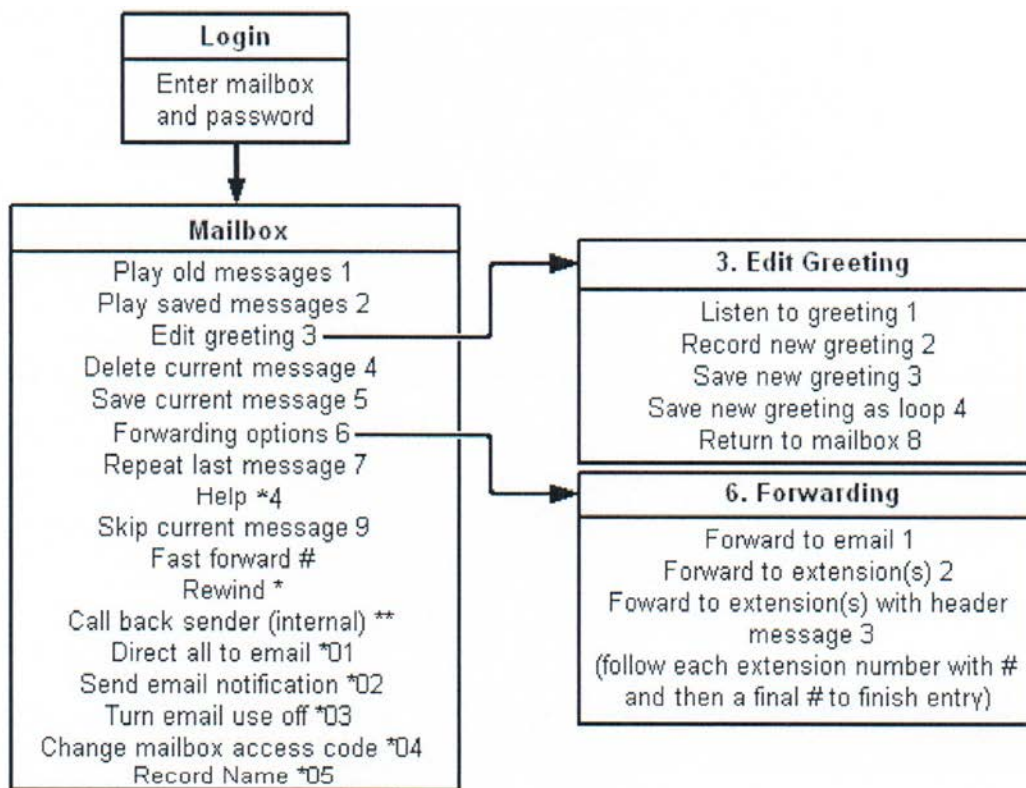 Login
Enter mailbox
and password
Mailbox
Play old messages 1
Play saved messages 2
Edit greeting 3
Delete current message 4
Save current message 5
Forwarding options 6
Repeat last message 7
Help *4
Skip current message 9
Fast forward #
Rewind *
Call back sender (internal) **
Direct all to email *01
Send email notification *02
Turn email use off *03
Change mailbox access code *04
Record Name *05
3. Edit Greeting
Listen to greeting 1
Record new greeting 2
Save new greeting 3
Save new greeting as loop 4
Return to mailbox 8
6. Forwarding
Forward to email 1
Forward to extension(s) 2
Foward to extension(s) with header
message 3
(follow each extension number with #
and then a final # to finish entry)